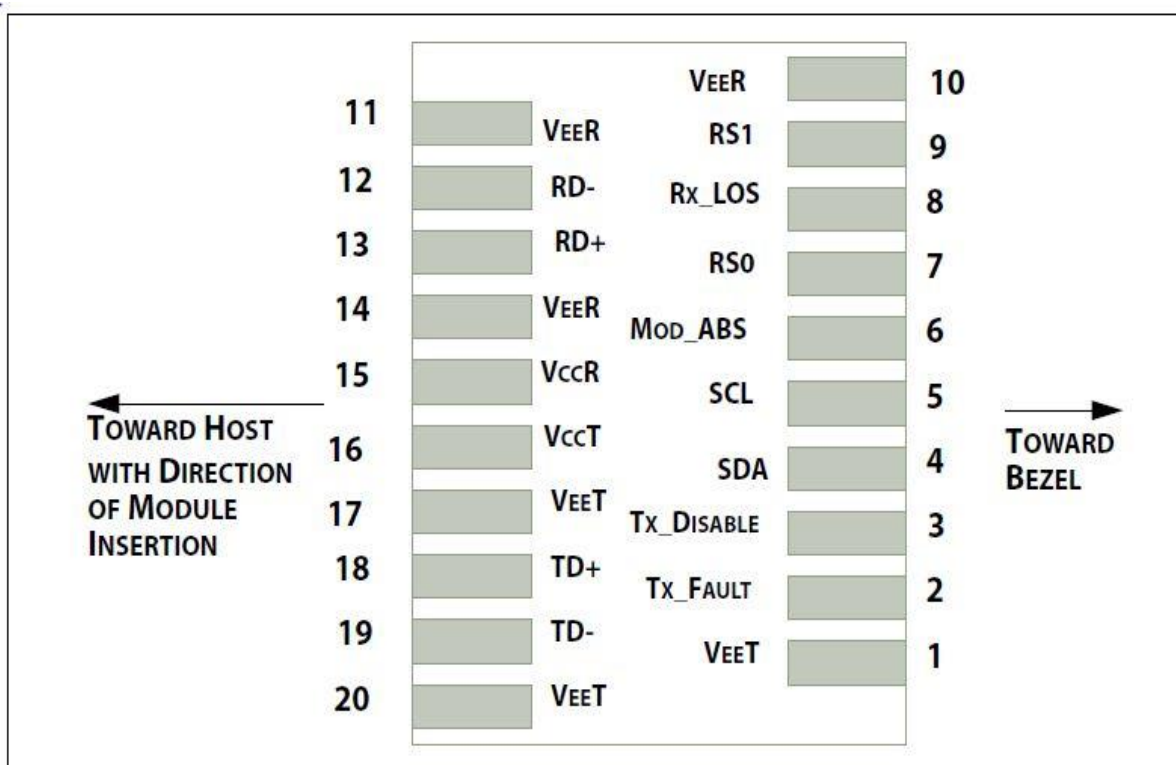 VEER 10
11 VEER
RS1 9
12 RD-
RX_LOS 8
13 RD+
RS0 7
14 VEER
MOD_ABS 6
15 VCCR
SCL 5
TOWARD HOST
WITH DIRECTION
OF MODULE
INSERTION
16 VCCT
TOWARD
BEZEL
SDA 4
17 VEET
TX_DISABLE 3
18 TD+
TX_FAULT 2
19 TD-
VEET 1
20 VEET